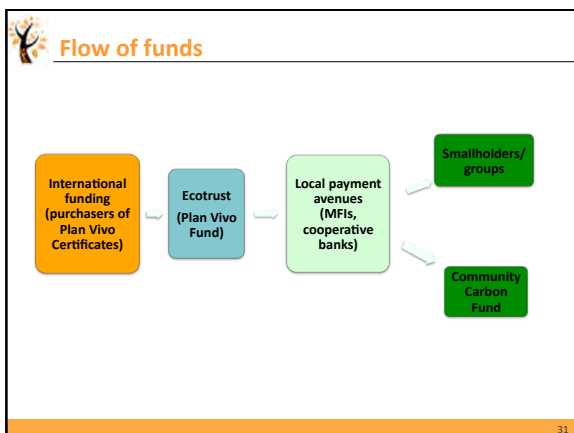 Flow of funds
International
funding
(purchasers of
Plan Vivo
Certificates)
Ecotrust
(Plan Vivo
Fund)
Local payment
avenues
(MFIs,
cooperative
banks)
Smallholders/
groups
Community
Carbon
Fund
31